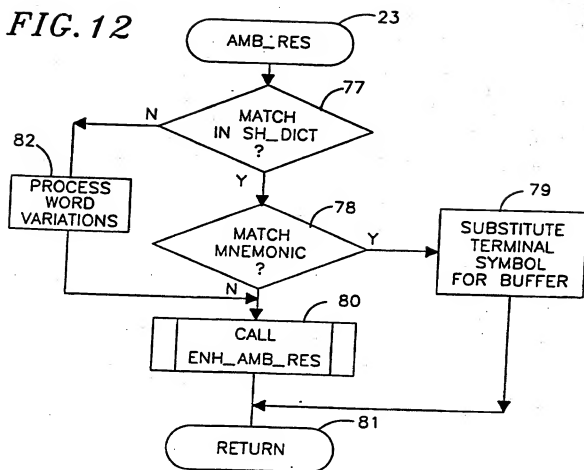 FIG. 12
AMB_RES
23
77
MATCH
IN SH_DICT
?
N
Y
82
PROCESS
WORD
VARIATIONS
78
MATCH
MNEMONIC
?
Y
N
79
SUBSTITUTE
TERMINAL
SYMBOL
FOR BUFFER
80
CALL
ENH_AMB_RES
81
RETURN